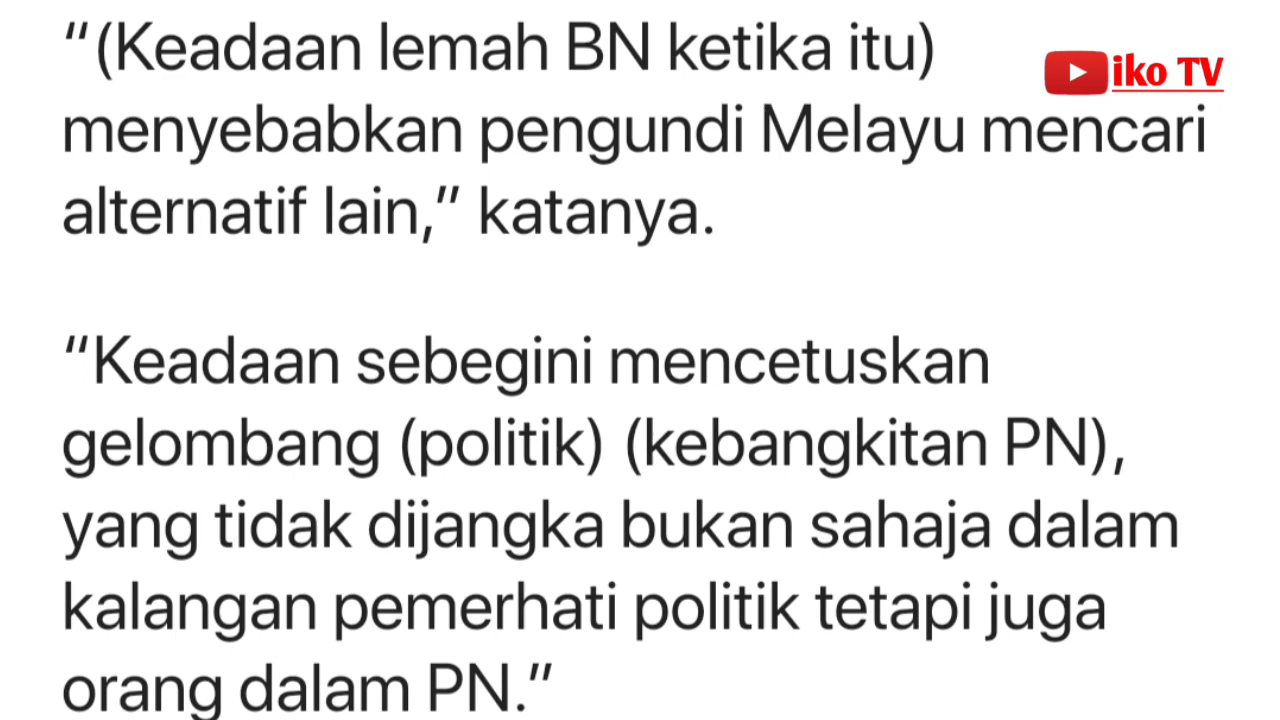 “(Keadaan lemah BN ketika itu)
iko TV
menyebabkan pengundi Melayu mencari
alternatif lain,” katanya.
“Keadaan sebegini mencetuskan
gelombang (politik) (kebangkitan PN),
yang tidak dijangka bukan sahaja dalam
kalangan pemerhati politik tetapi juga
orang dalam PN.”